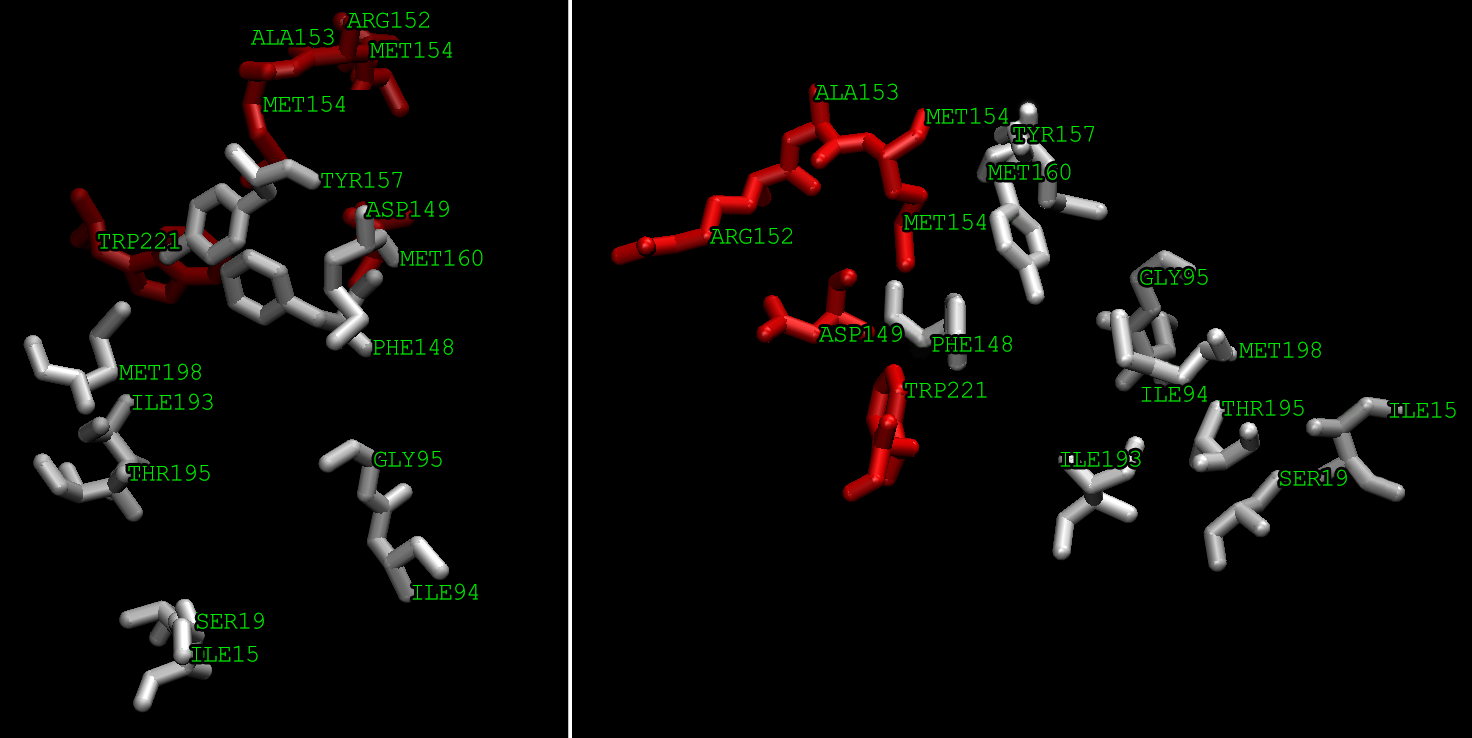 ARG152
ALA153
MET154
MET154
TYR157
ASP149
TRP221
MET160
PHE148
MET198
ILE193
GLY95
THR195
ILE94
SER19
ILE15
ALA153
MET154
TYR157
MET160
MET154
ARG152
GLY95
ASP149
PHE148
MET198
TRP221
ILE94
THR195
ILE15
ILE193
SER19